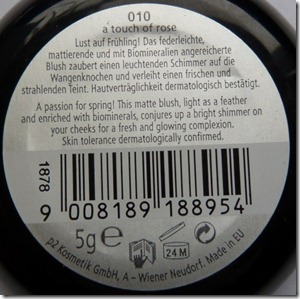 010
a touch of rose
Lust auf Frühling! Das federleichte,
mattierende und mit Biomineralien angereicherte
Blush zaubert einen leuchtenden Schimmer auf die
Wangenknochen und verleiht einen frischen und
strahlenden Teint. Hautverträglichkeit dermatologisch bestätigt.
A passion for spring! This matte blush, light as a feather
and enriched with biominerals, conjures up a bright shimmer on
your cheeks for a fresh and glowing complexion.
Skin tolerance dermatologically confirmed.
1878
9 008189 188954
5g e
24 M
p2 Kosmetik GmbH, A – Wiener Neudorf. Made in EU